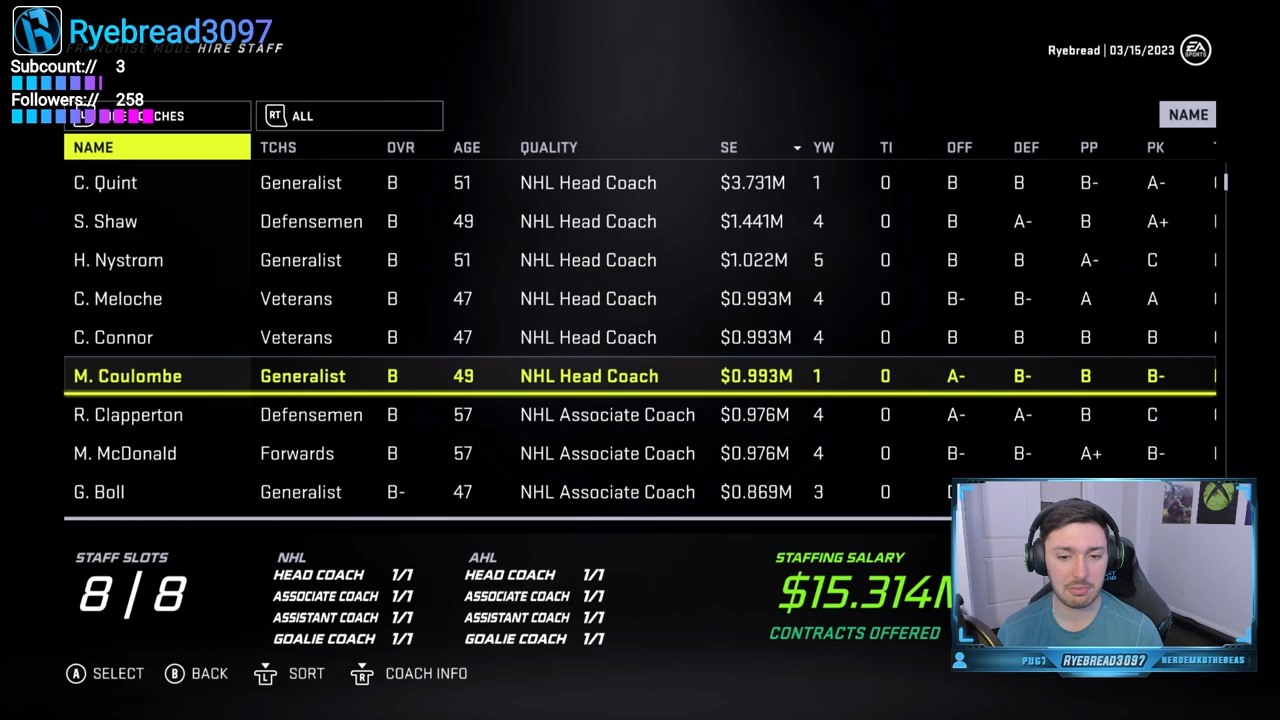 Ryebread3097
FRANCHISE MODE HIRE STAFF
Subcount:// 3
Followers:// 258
Ryebread | 03/15/2023 EA SPORTS
CHES RT ALL NAME
NAME TCHS OVR AGE QUALITY SE YW TI OFF DEF PP PK
C. Quint Generalist B 51 NHL Head Coach $3.731M 1 0 B B B- A-
S. Shaw Defensemen B 49 NHL Head Coach $1.441M 4 0 B A- B A+
H. Nystrom Generalist B 51 NHL Head Coach $1.022M 5 0 B B A- C
C. Meloche Veterans B 47 NHL Head Coach $0.993M 4 0 B- B- A A
C. Connor Veterans B 47 NHL Head Coach $0.993M 4 0 B B B B
M. Coulombe Generalist B 49 NHL Head Coach $0.993M 1 0 A- B- B B-
R. Clapperton Defensemen B 57 NHL Associate Coach $0.976M 4 0 A- A- B C
M. McDonald Forwards B 57 NHL Associate Coach $0.976M 4 0 B- B- A+ B-
G. Boll Generalist B- 47 NHL Associate Coach $0.869M 3 0
STAFF SLOTS
8/8
NHL
HEAD COACH 1/1
ASSOCIATE COACH 1/1
ASSISTANT COACH 1/1
GOALIE COACH 1/1
AHL
HEAD COACH 1/1
ASSOCIATE COACH 1/1
ASSISTANT COACH 1/1
GOALIE COACH 1/1
STAFFING SALARY
$15.314M
CONTRACTS OFFERED
A SELECT B BACK L SORT R COACH INFO
RYEBREAD3097